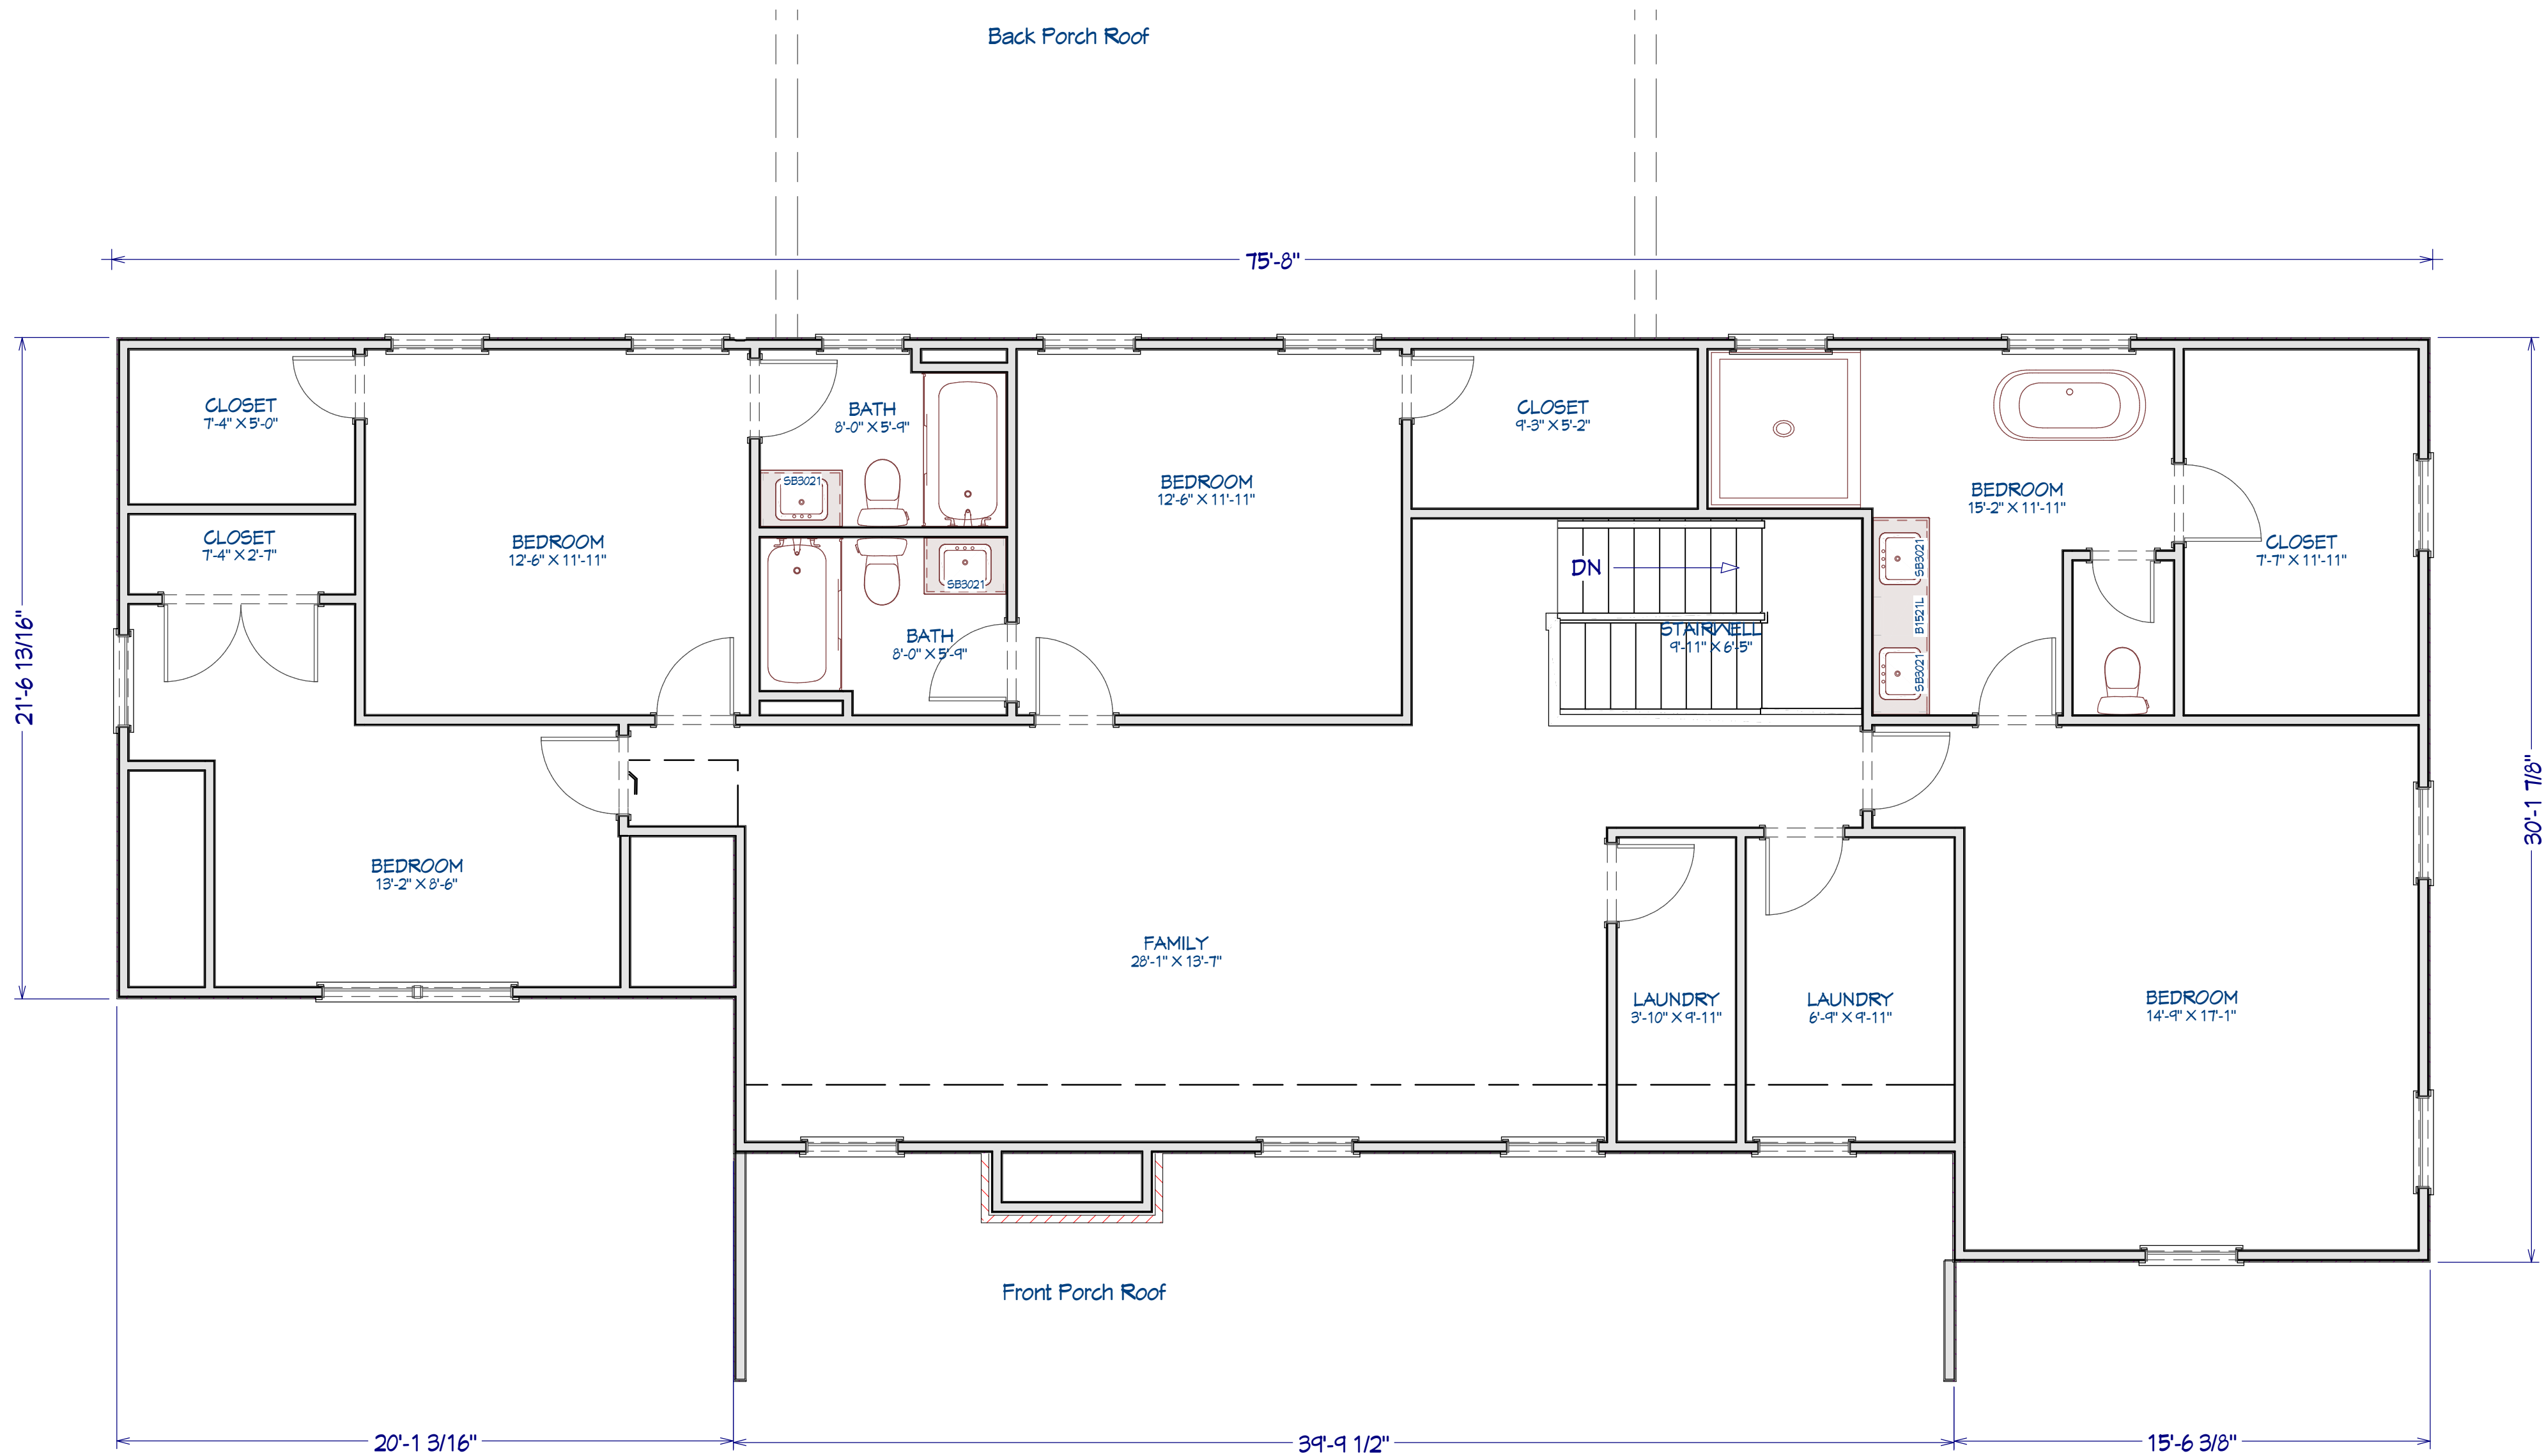 Back Porch Roof
75'-8"
CLOSET
7'-4" X 5'-0"
BATH
8'-0" X 5'-9"
CLOSET
9'-3" X 5'-2"
SB3021
BEDROOM
12'-6" X 11'-11"
BEDROOM
15'-2" X 11'-11"
CLOSET
7'-4" X 2'-7"
BEDROOM
12'-6" X 11'-11"
SB3021
DN
SB3021
CLOSET
7'-7" X 11'-11"
B1521L
BATH
8'-0" X 5'-9"
STAIRWELL
9'-11" X 6'-5"
SB3021
21'-6 13/16"
30'-1 7/8"
BEDROOM
13'-2" X 8'-6"
FAMILY
28'-1" X 13'-7"
LAUNDRY
3'-10" X 9'-11"
LAUNDRY
6'-9" X 9'-11"
BEDROOM
14'-9" X 17'-1"
Front Porch Roof
20'-1 3/16"
39'-9 1/2"
15'-6 3/8"